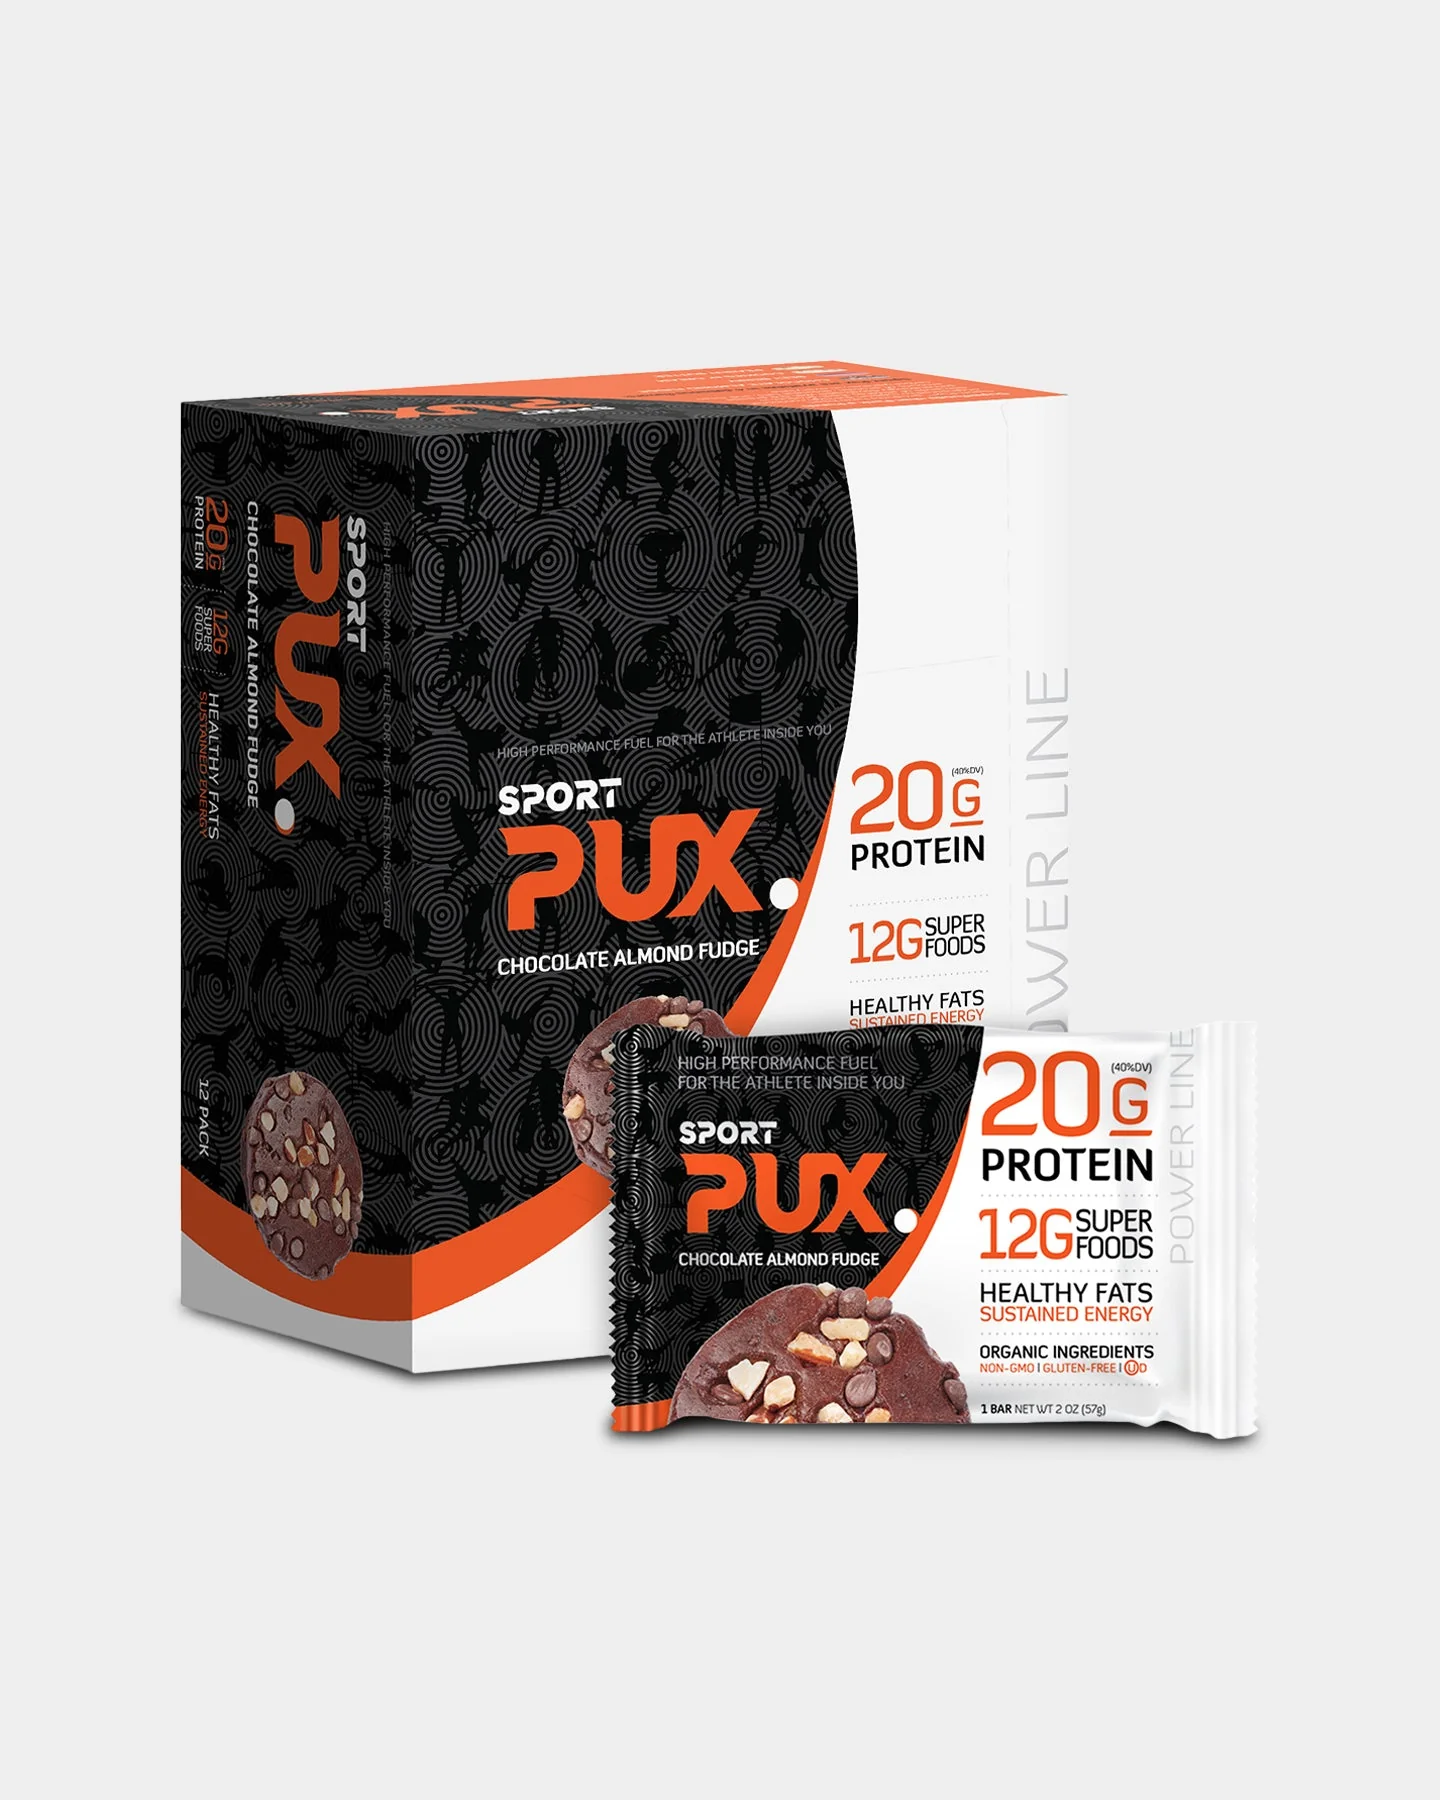 SPORT
PUX.
HIGH PERFORMANCE FUEL FOR THE ATHLETE INSIDE YOU
SPORT
PUX.
CHOCOLATE ALMOND FUDGE
20G
PROTEIN
12G
SUPER
FOODS
HEALTHY FATS
SUSTAINED ENERGY
12 PACK
HIGH PERFORMANCE FUEL FOR THE ATHLETE INSIDE YOU
SPORT
PUX.
CHOCOLATE ALMOND FUDGE
20G (40%DV)
PROTEIN
12G SUPER
FOODS
HEALTHY FATS
SUSTAINED ENERGY
POWER LINE
HIGH PERFORMANCE FUEL
FOR THE ATHLETE INSIDE YOU
SPORT
PUX.
CHOCOLATE ALMOND FUDGE
20G (40%DV)
PROTEIN
12G SUPER
FOODS
HEALTHY FATS
SUSTAINED ENERGY
ORGANIC INGREDIENTS
NON-GMO | GLUTEN-FREE | Ⓤ D
1 BAR NET WT 2 OZ (57g)
POWER LINE